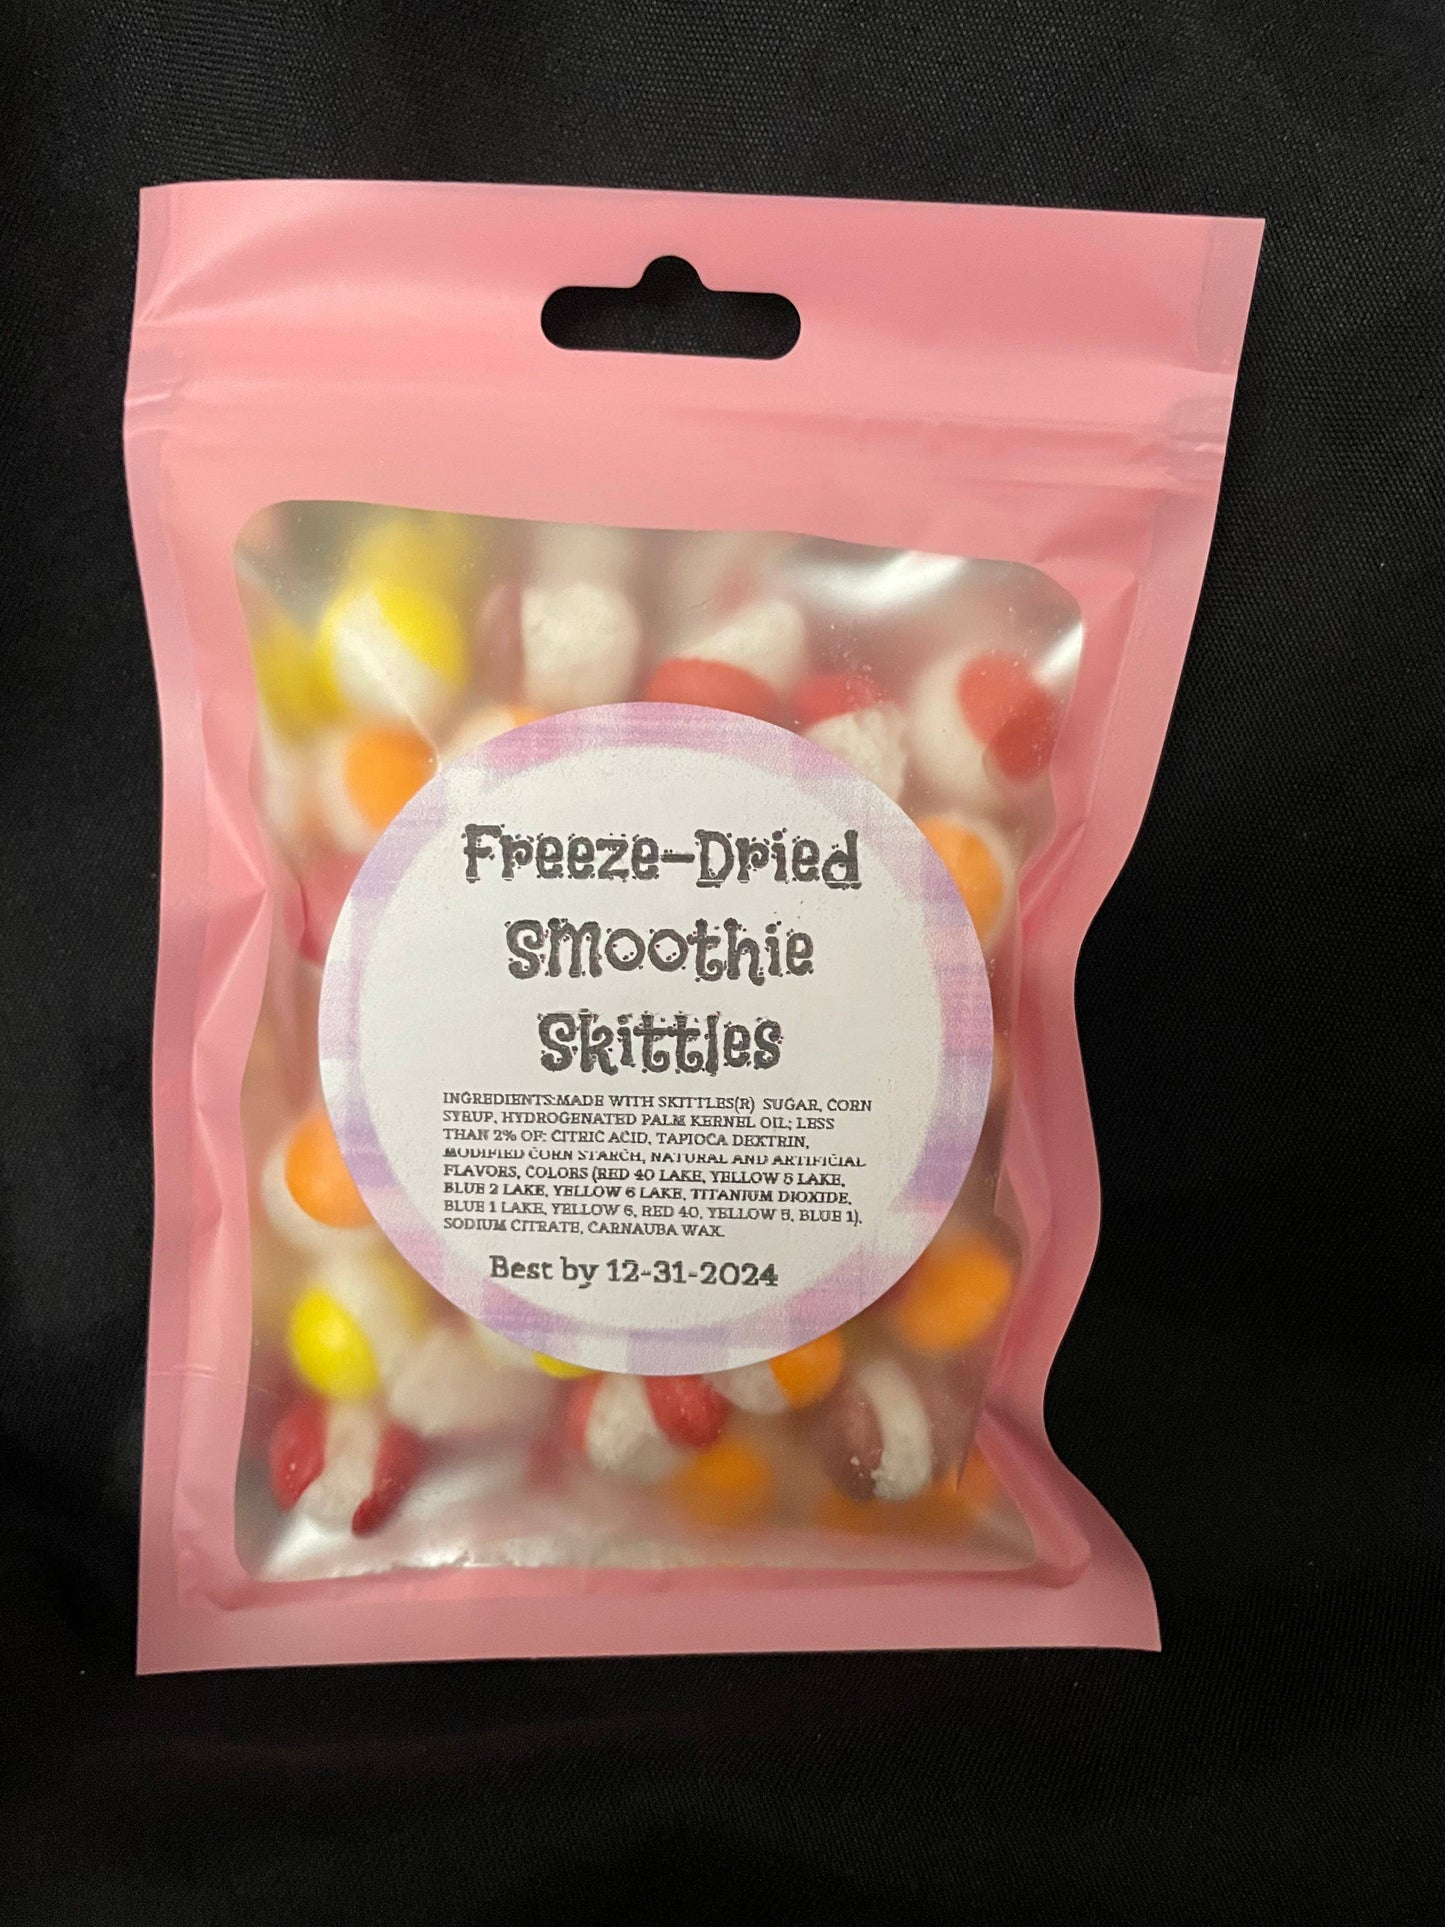 Freeze-Dried
Smoothie
Skittles
INGREDIENTS:MADE WITH SKITTLES(R) SUGAR, CORN
SYRUP, HYDROGENATED PALM KERNEL OIL; LESS
THAN 2% OF: CITRIC ACID, TAPIOCA DEXTRIN,
MODIFIED CORN STARCH, NATURAL AND ARTIFICIAL
FLAVORS, COLORS (RED 40 LAKE, YELLOW 5 LAKE,
BLUE 2 LAKE, YELLOW 6 LAKE, TITANIUM DIOXIDE,
BLUE 1 LAKE, YELLOW 6, RED 40, YELLOW 5, BLUE 1),
SODIUM CITRATE, CARNAUBA WAX.
Best by 12-31-2024